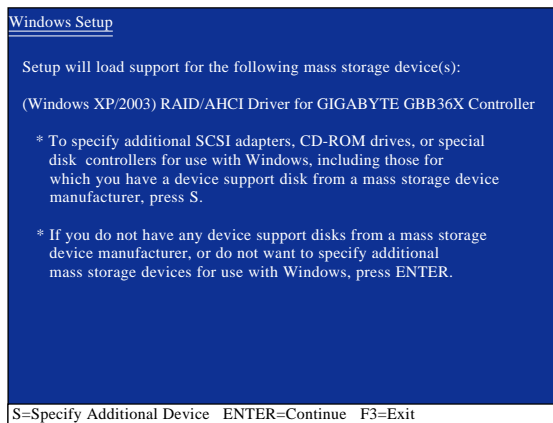 Windows Setup
Setup will load support for the following mass storage device(s):
(Windows XP/2003) RAID/AHCI Driver for GIGABYTE GBB36X Controller
* To specify additional SCSI adapters, CD-ROM drives, or special
disk controllers for use with Windows, including those for
which you have a device support disk from a mass storage device
manufacturer, press S.
* If you do not have any device support disks from a mass storage
device manufacturer, or do not want to specify additional
mass storage devices for use with Windows, press ENTER.
S=Specify Additional Device ENTER=Continue F3=Exit